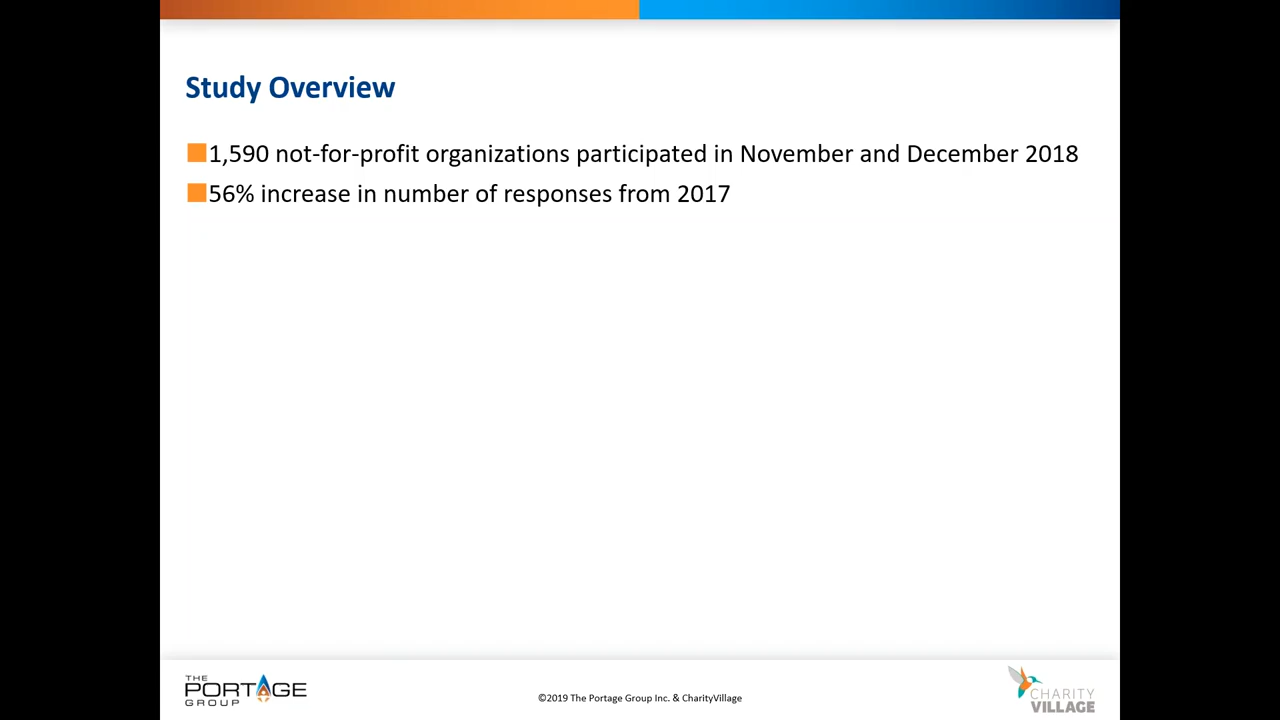 Study Overview
1,590 not-for-profit organizations participated in November and December 2018
56% increase in number of responses from 2017
THE
PORTAGE
GROUP
©2019 The Portage Group Inc. & CharityVillage
CHARITY
VILLAGE